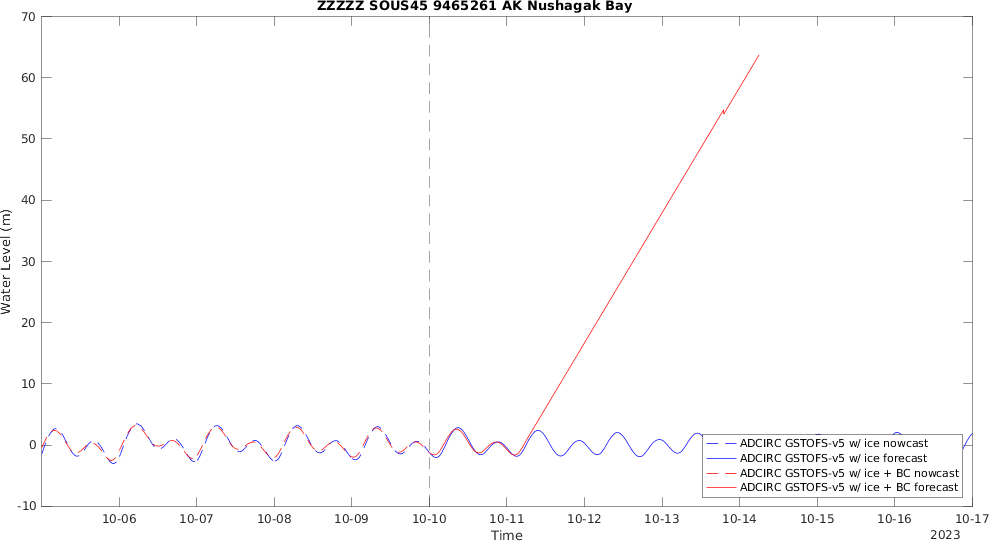 ZZZZZ SOUS45 9465261 AK Nushagak Bay
70
60
50
40
30
20
10
0
-10
Water Level (m)
10-06 10-07 10-08 10-09 10-10 10-11 10-12 10-13 10-14 10-15 10-16 10-17
Time
2023
ADCIRC GSTOFS-v5 w/ ice nowcast
ADCIRC GSTOFS-v5 w/ ice forecast
ADCIRC GSTOFS-v5 w/ ice + BC nowcast
ADCIRC GSTOFS-v5 w/ ice + BC forecast